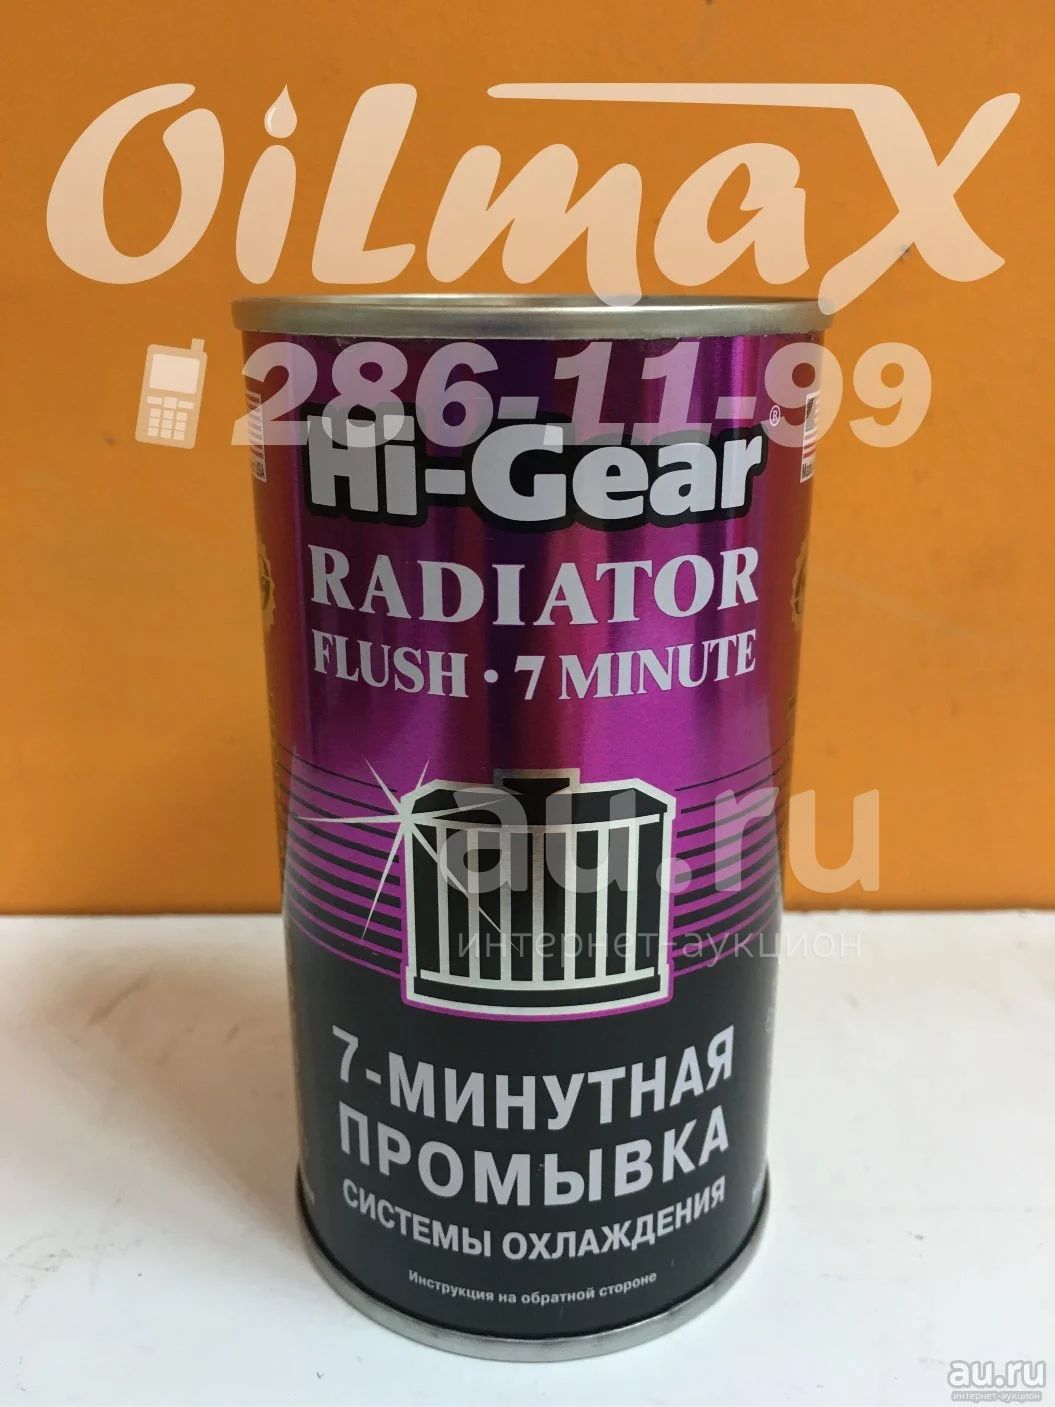 OilmaX
286-11-99
Hi-Gear®
RADIATOR
FLUSH • 7 MINUTE
au.ru
интернет-аукцион
7-МИНУТНАЯ
ПРОМЫВКА
СИСТЕМЫ ОХЛАЖДЕНИЯ
Инструкция на обратной стороне
au.ru
интернет-аукцион